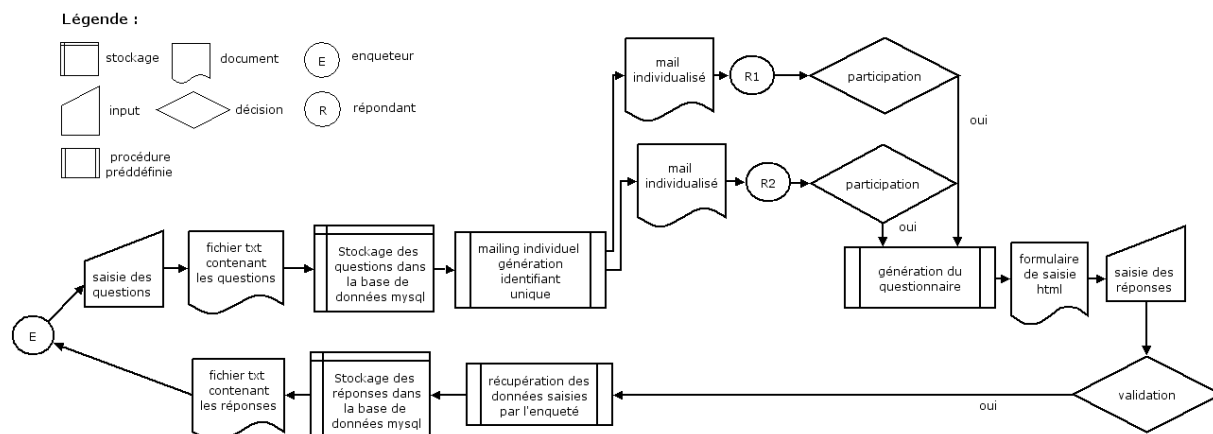 Légende :
stockage
document
E
enqueteur
input
décision
R
répondant
procédure
préddéfinie
mail
individualisé
R1
participation
oui
mail
individualisé
R2
participation
oui
E
saisie des
questions
fichier txt
contenant
les questions
Stockage des
questions dans
la base de
données mysql
mailing individuel
génération
identifiant
unique
génération du
questionnaire
formulaire
de saisie
html
saisie des
réponses
validation
oui
récupération des
données saisies
par l'enqueté
Stockage des
réponses dans
la base de
données mysql
fichier txt
contenant
les réponses